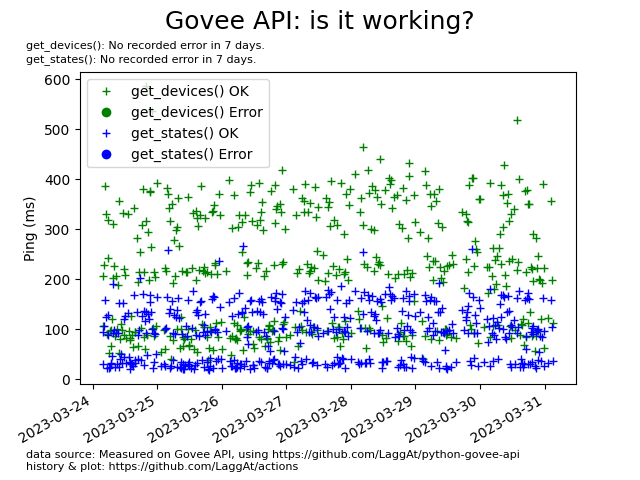 Govee API: is it working?
get_devices(): No recorded error in 7 days.
get_states(): No recorded error in 7 days.
get_devices() OK
get_devices() Error
get_states() OK
get_states() Error
Ping (ms)
600
500
400
300
200
100
0
2023-03-24
2023-03-25
2023-03-26
2023-03-27
2023-03-28
2023-03-29
2023-03-30
2023-03-31
data source: Measured on Govee API, using https://github.com/LaggAt/python-govee-api
history & plot: https://github.com/LaggAt/actions